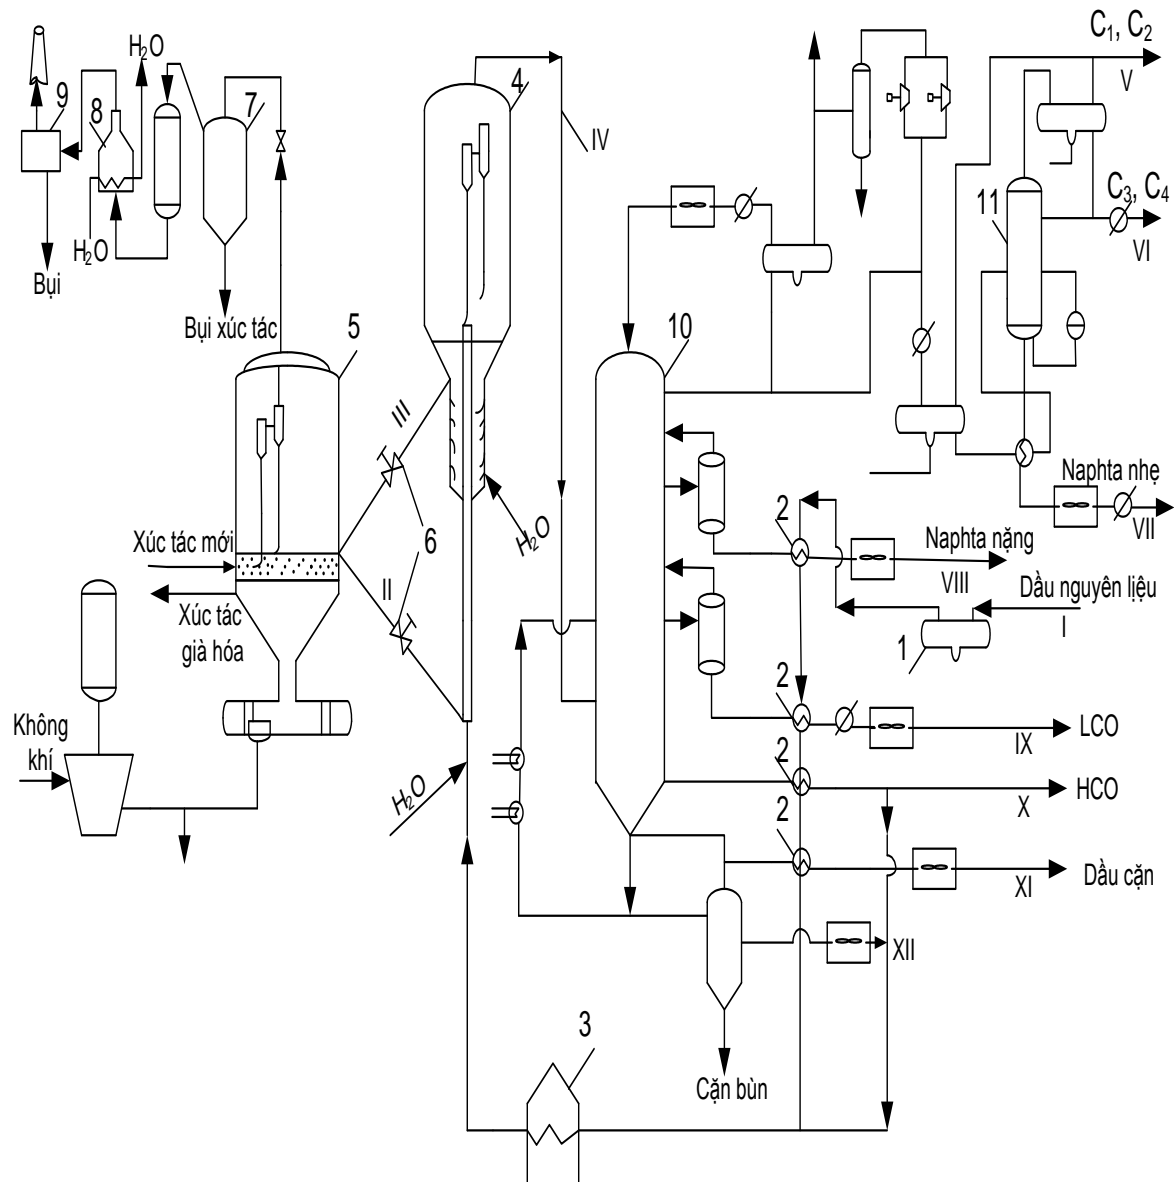 H₂O
4
C₁, C₂
V
9
8
7
IV
11
C₃, C₄
VI
H₂O
Bụi
Bụi xúc tác
5
10
III
Naphta nhẹ
VII
Xúc tác mới
6
H₂O
2
Naphta nặng
VIII
II
Dầu nguyên liệu
I
Xúc tác
già hóa
1
2
Không
khí
IX
LCO
2
H₂O
X
HCO
2
XI
Dầu cặn
XII
3
Cặn bùn